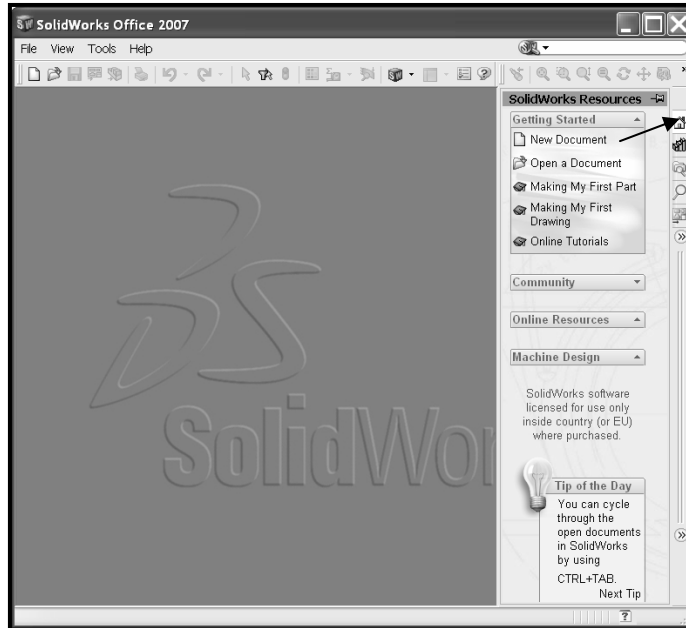 SolidWorks Office 2007
File View Tools Help
SolidWorks Resources
Getting Started
New Document
Open a Document
Making My First Part
Making My First
Drawing
Online Tutorials
Community
Online Resources
Machine Design
SolidWorks software
licensed for use only
inside country (or EU)
where purchased.
Tip of the Day
You can cycle
through the
open documents
in SolidWorks
by using
CTRL+TAB.
Next Tip
SolidWor